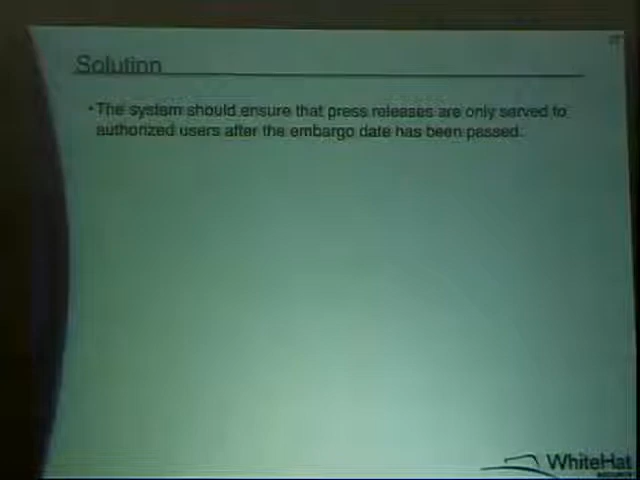 Solution
• The system should ensure that press releases are only served to
authorized users after the embargo date has been passed.
WhiteHat
SECURITY